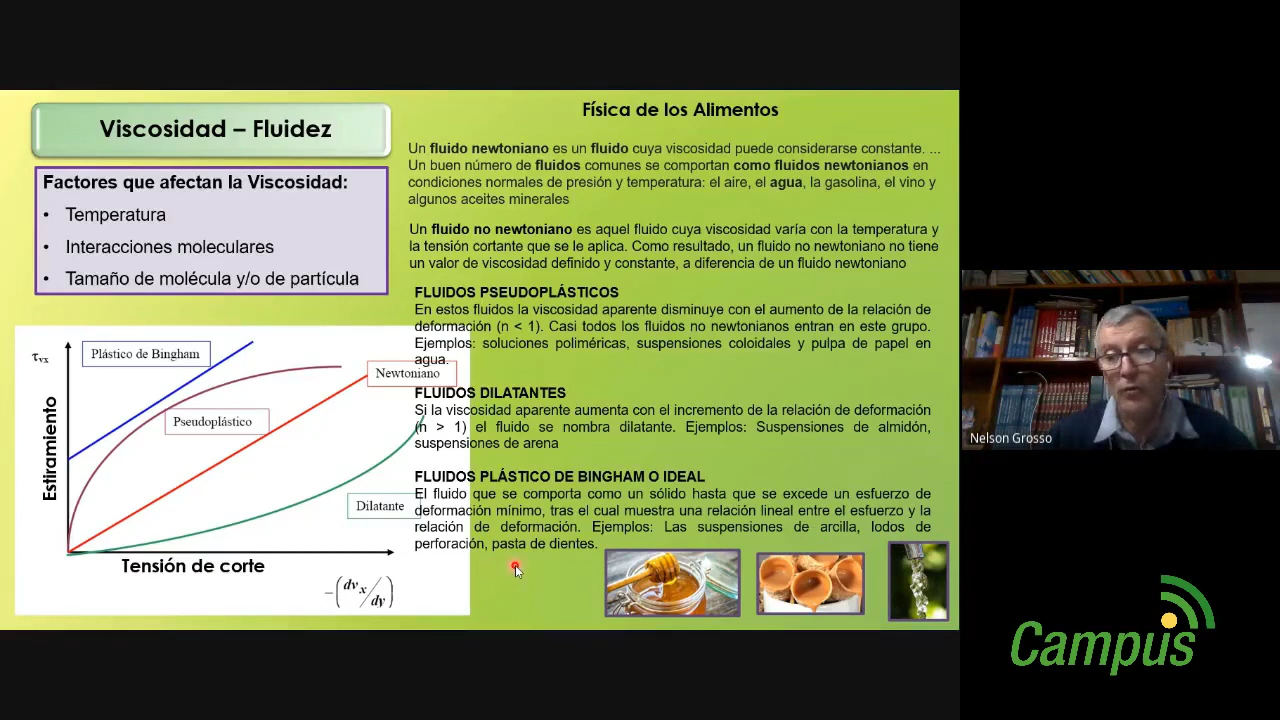 Viscosidad – Fluidez
Factores que afectan la Viscosidad:
• Temperatura
• Interacciones moleculares
• Tamaño de molécula y/o de partícula
τvx
Plástico de Bingham
Newtoniano
Pseudoplástico
Dilatante
Estiramiento
Tensión de corte
−(dvx/dy)
Física de los Alimentos
Un fluido newtoniano es un fluido cuya viscosidad puede considerarse constante. ...
Un buen número de fluidos comunes se comportan como fluidos newtonianos en
condiciones normales de presión y temperatura: el aire, el agua, la gasolina, el vino y
algunos aceites minerales
Un fluido no newtoniano es aquel fluido cuya viscosidad varía con la temperatura y
la tensión cortante que se le aplica. Como resultado, un fluido no newtoniano no tiene
un valor de viscosidad definido y constante, a diferencia de un fluido newtoniano
FLUIDOS PSEUDOPLÁSTICOS
En estos fluidos la viscosidad aparente disminuye con el aumento de la relación de
deformación (n < 1). Casi todos los fluidos no newtonianos entran en este grupo.
Ejemplos: soluciones poliméricas, suspensiones coloidales y pulpa de papel en
agua.
FLUIDOS DILATANTES
Si la viscosidad aparente aumenta con el incremento de la relación de deformación
(n > 1) el fluido se nombra dilatante. Ejemplos: Suspensiones de almidón,
suspensiones de arena
FLUIDOS PLÁSTICO DE BINGHAM O IDEAL
El fluido que se comporta como un sólido hasta que se excede un esfuerzo de
deformación mínimo, tras el cual muestra una relación lineal entre el esfuerzo y la
relación de deformación. Ejemplos: Las suspensiones de arcilla, lodos de
perforación, pasta de dientes.
Nelson Grosso
Campus